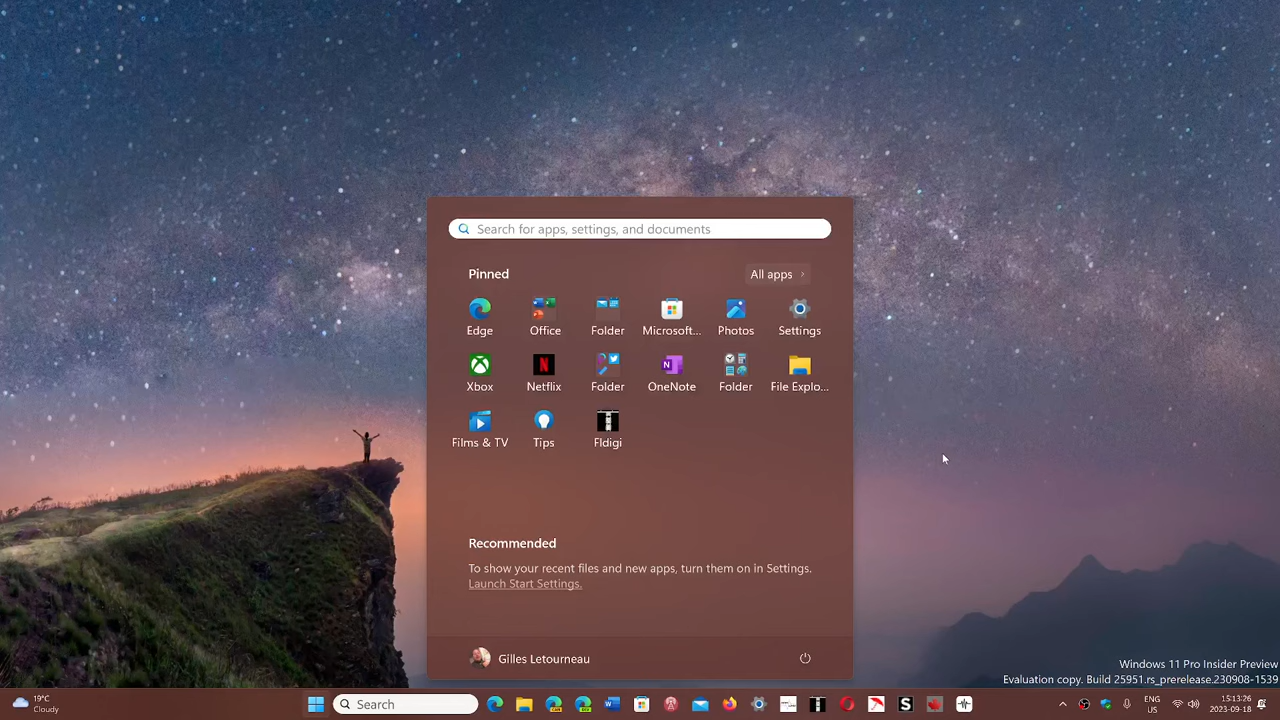 Search for apps, settings, and documents
Pinned
All apps
Edge
Office
Folder
Microsoft...
Photos
Settings
Xbox
Netflix
Folder
OneNote
Folder
File Explo...
Films & TV
Tips
Fldigi
Recommended
To show your recent files and new apps, turn them on in Settings.
Launch Start Settings.
Gilles Letourneau
Windows 11 Pro Insider Preview
Evaluation copy. Build 25951.rs_prerelease.230908-1539
19°C
Cloudy
Search
ENG
US
15:13:26
2023-09-18